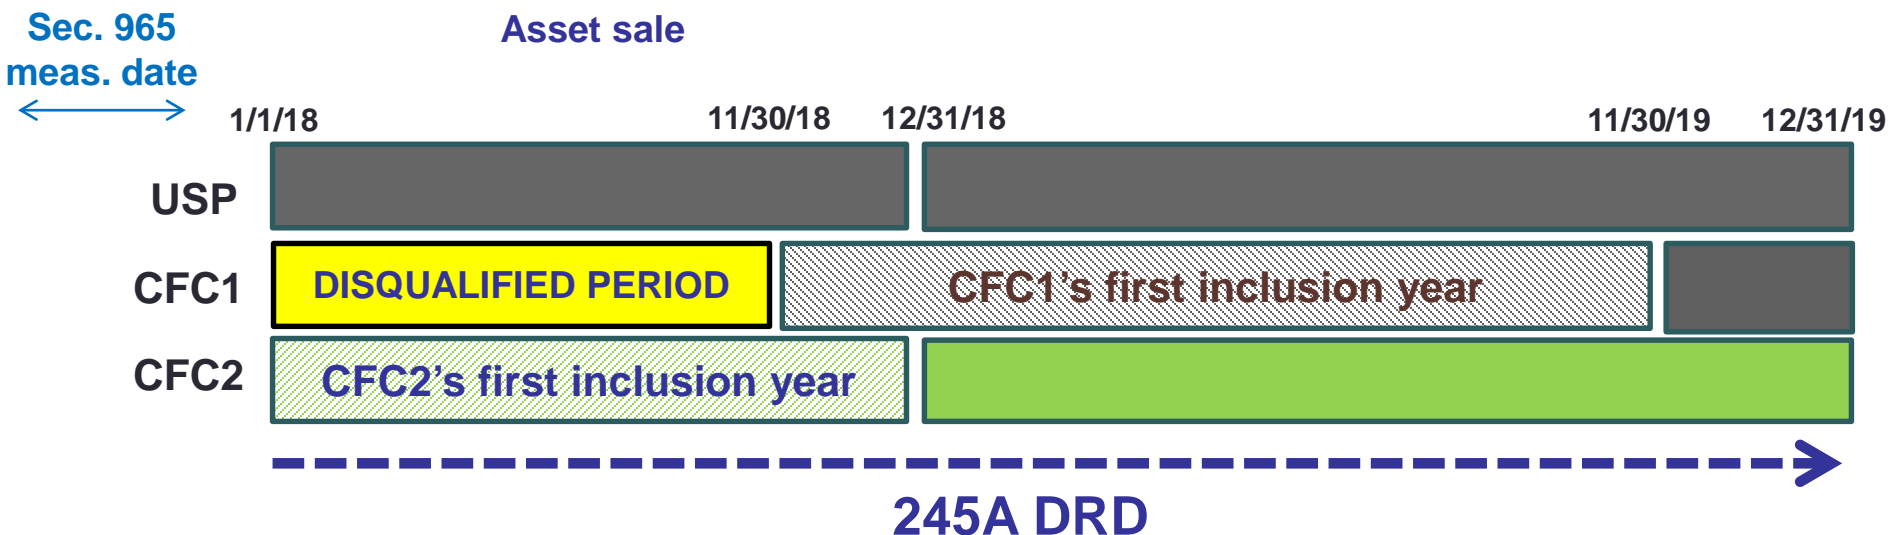 Sec. 965
meas. date
Asset sale
1/1/18
11/30/18
12/31/18
11/30/19
12/31/19
USP
CFC1
DISQUALIFIED PERIOD
CFC1's first inclusion year
CFC2
CFC2's first inclusion year
245A DRD